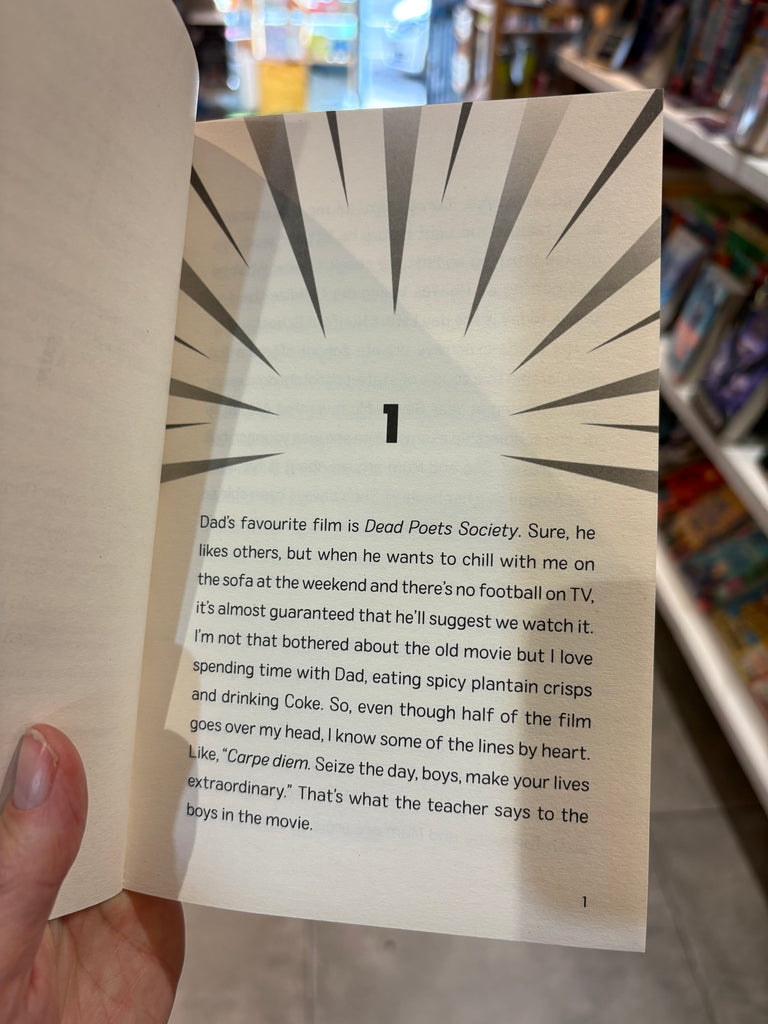 1
Dad's favourite film is Dead Poets Society. Sure, he
likes others, but when he wants to chill with me on
the sofa at the weekend and there's no football on TV,
it's almost guaranteed that he'll suggest we watch it.
I'm not that bothered about the old movie but I love
spending time with Dad, eating spicy plantain crisps
and drinking Coke. So, even though half of the film
goes over my head, I know some of the lines by heart.
Like, “Carpe diem. Seize the day, boys, make your lives
extraordinary.” That's what the teacher says to the
boys in the movie.
1